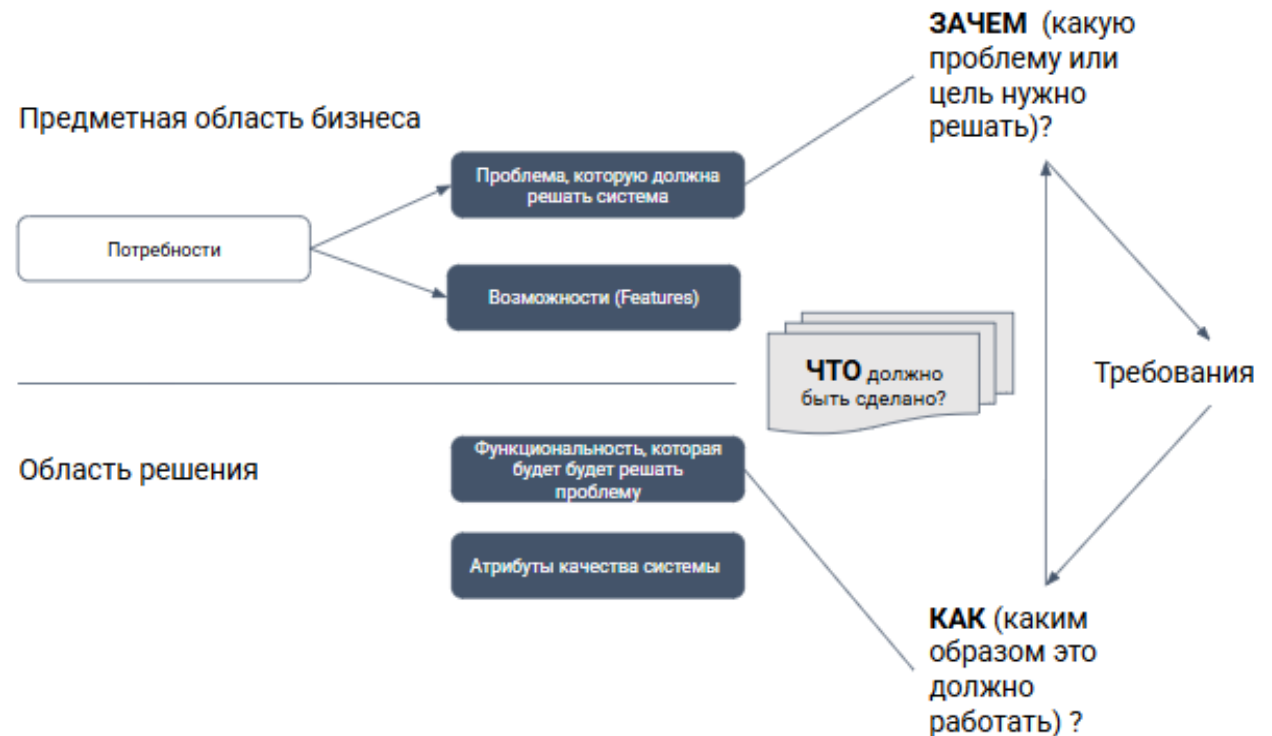 ЗАЧЕМ (какую
проблему или
цель нужно
решать)?
Предметная область бизнеса
Проблема, которую должна
решать система
Потребности
Возможности (Features)
ЧТО должно
быть сделано?
Требования
Область решения
Функциональность, которая
будет будет решать
проблему
Атрибуты качества системы
КАК (каким
образом это
должно
работать) ?